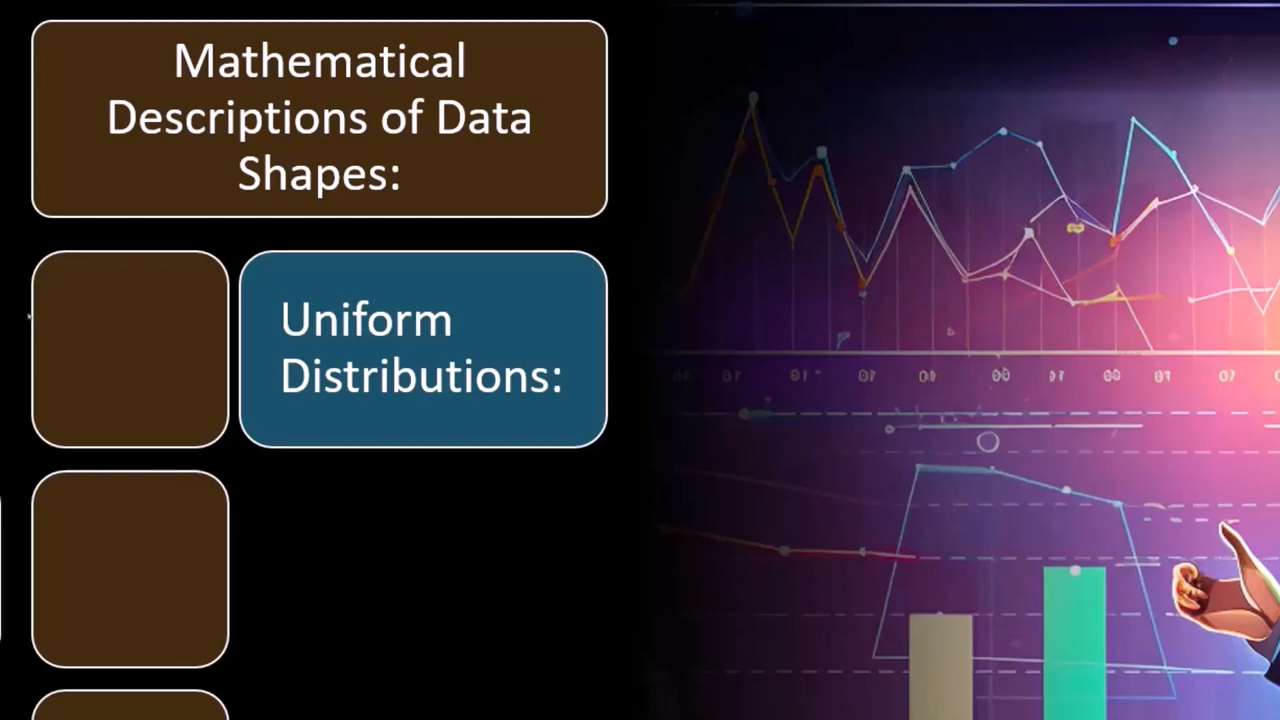 Mathematical
Descriptions of Data
Shapes:
Uniform
Distributions: